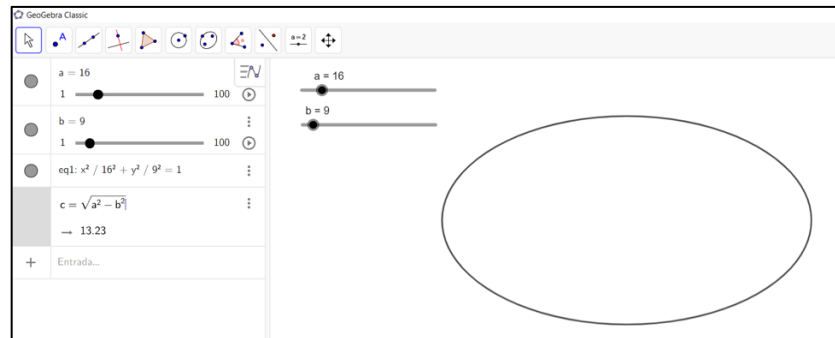 GeoGebra Classic
A
a=2
a = 16
1 100
b = 9
1 100
eq1: x² / 16² + y² / 9² = 1
c = √a² − b²
→ 13.23
+ Entrada...
a = 16
b = 9